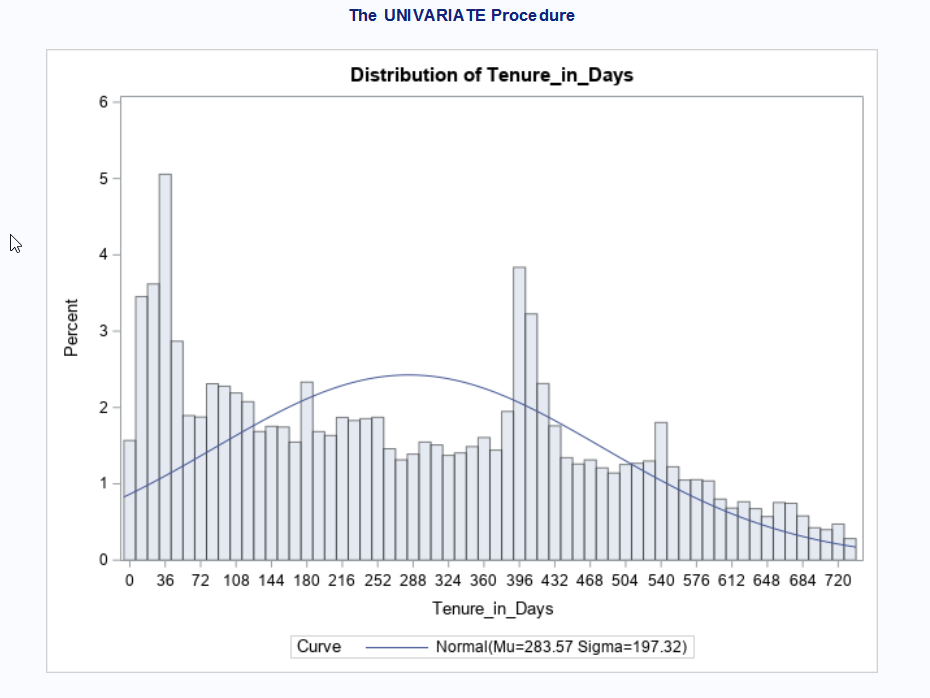 The UNIVARIATE Procedure
Distribution of Tenure_in_Days
6
5
4
3
2
1
0
Percent
0 36 72 108 144 180 216 252 288 324 360 396 432 468 504 540 576 612 648 684 720
Tenure_in_Days
Curve Normal(Mu=283.57 Sigma=197.32)